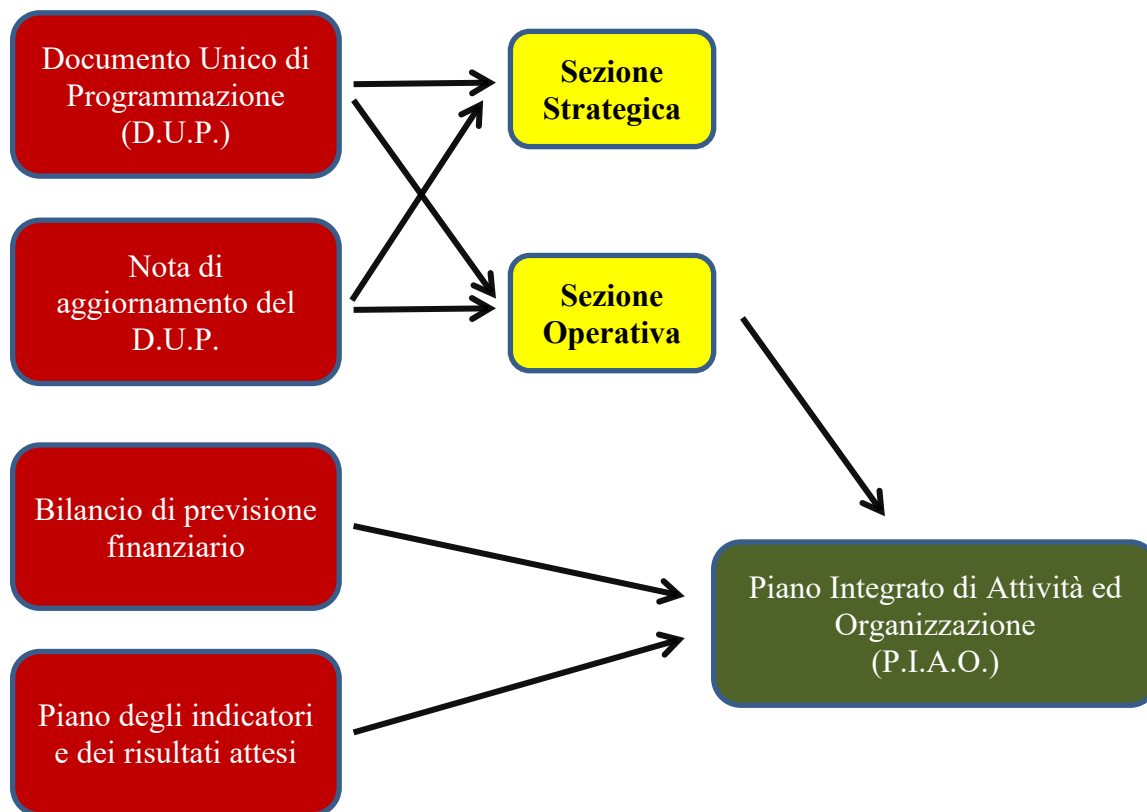 Documento Unico di
Programmazione
(D.U.P.)
Sezione
Strategica
Nota di
aggiornamento del
D.U.P.
Sezione
Operativa
Bilancio di previsione
finanziario
Piano Integrato di Attività ed
Organizzazione
(P.I.A.O.)
Piano degli indicatori
e dei risultati attesi